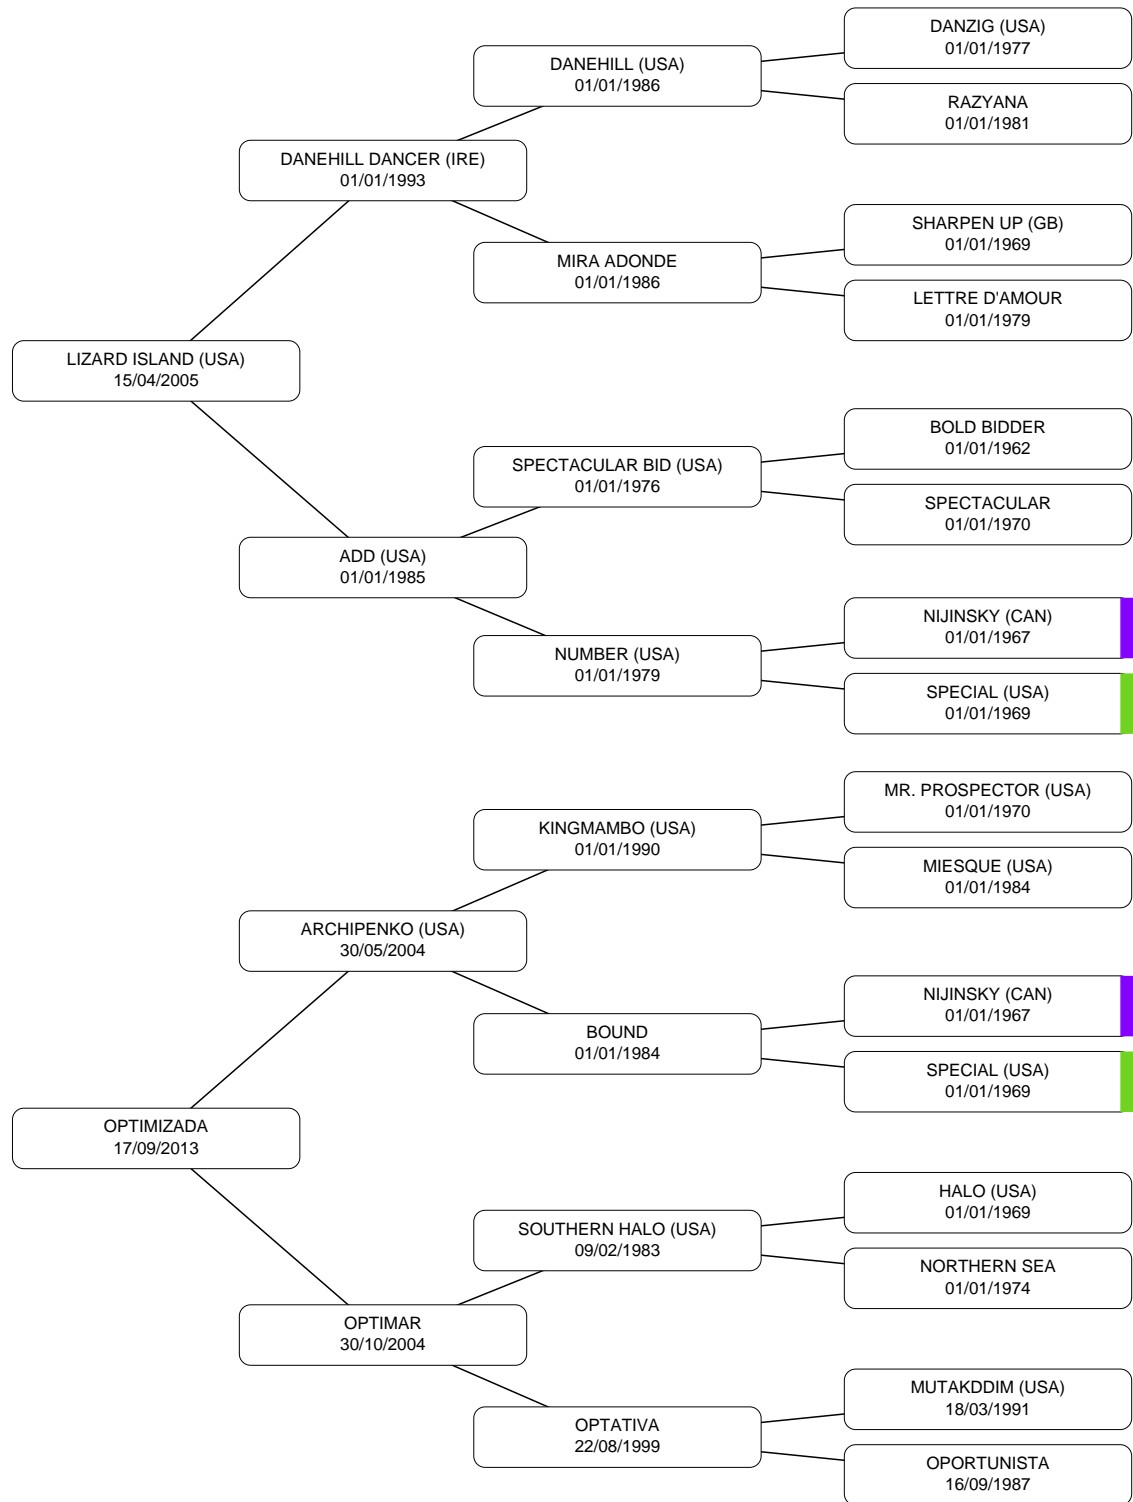 DANZIG (USA)
01/01/1977
DANEHILL (USA)
01/01/1986
RAZYANA
01/01/1981
DANEHILL DANCER (IRE)
01/01/1993
SHARPEN UP (GB)
01/01/1969
MIRA ADONDE
01/01/1986
LETTRE D'AMOUR
01/01/1979
LIZARD ISLAND (USA)
15/04/2005
BOLD BIDDER
01/01/1962
SPECTACULAR BID (USA)
01/01/1976
SPECTACULAR
01/01/1970
ADD (USA)
01/01/1985
NIJINSKY (CAN)
01/01/1967
NUMBER (USA)
01/01/1979
SPECIAL (USA)
01/01/1969
MR. PROSPECTOR (USA)
01/01/1970
KINGMAMBO (USA)
01/01/1990
MIESQUE (USA)
01/01/1984
ARCHIPENKO (USA)
30/05/2004
NIJINSKY (CAN)
01/01/1967
BOUND
01/01/1984
SPECIAL (USA)
01/01/1969
OPTIMIZADA
17/09/2013
HALO (USA)
01/01/1969
SOUTHERN HALO (USA)
09/02/1983
NORTHERN SEA
01/01/1974
OPTIMAR
30/10/2004
MUTAKDDIM (USA)
18/03/1991
OPTATIVA
22/08/1999
OPORTUNISTA
16/09/1987